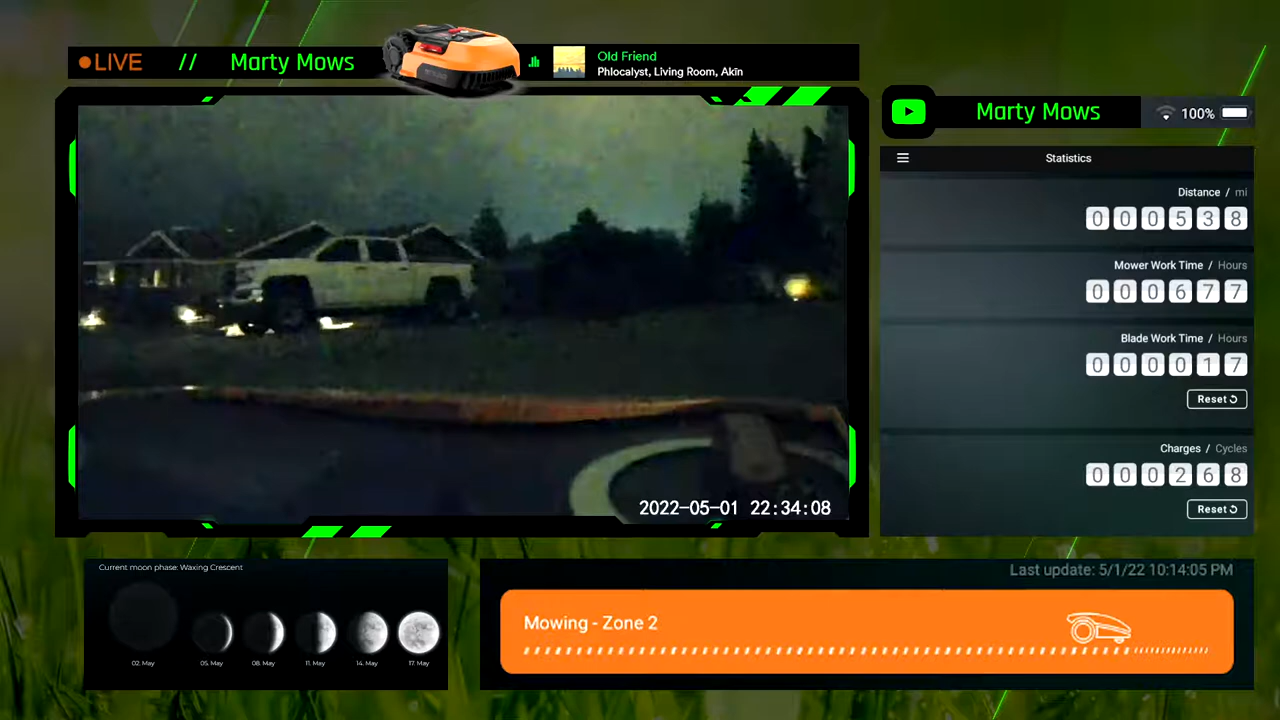 LIVE // Marty Mows
Old Friend
Phlocalyst, Living Room, Akīn
Marty Mows
100%
Statistics
Distance / mi
000538
Mower Work Time / Hours
000677
Blade Work Time / Hours
000017
Reset
Charges / Cycles
000268
Reset
2022-05-01 22:34:08
Current moon phase: Waxing Crescent
02. May 05. May 08. May 11. May 14. May 17. May
Last update: 5/1/22 10:14:05 PM
Mowing - Zone 2